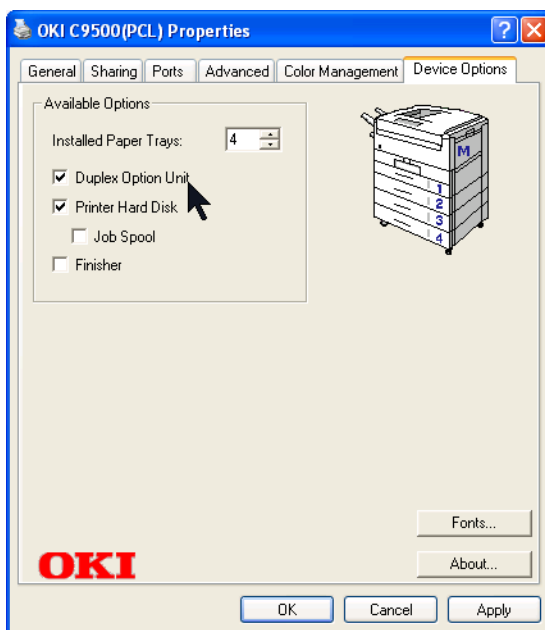 OKI C9500(PCL) Properties
General Sharing Ports Advanced Color Management Device Options
Available Options
Installed Paper Trays: 4
Duplex Option Unit
Printer Hard Disk
Job Spool
Finisher
M
1
2
3
4
Fonts...
OKI
About...
OK Cancel Apply